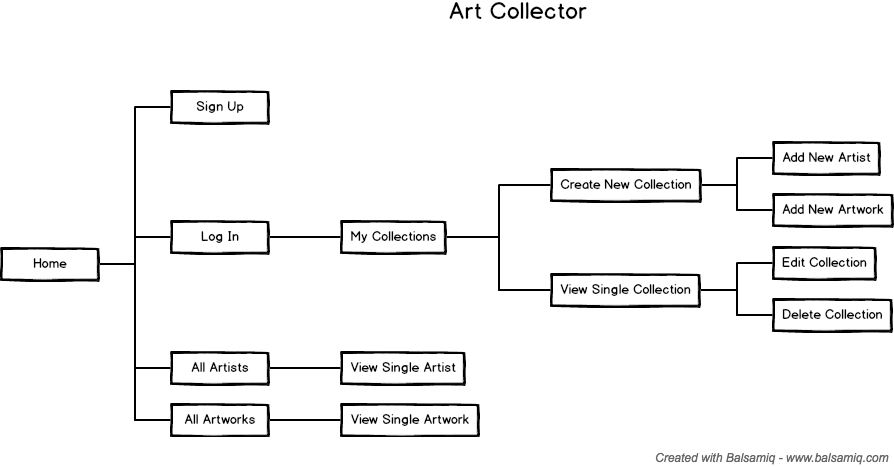 Art Collector
Sign Up
Add New Artist
Create New Collection
Add New Artwork
Log In
My Collections
Home
Edit Collection
View Single Collection
Delete Collection
All Artists
View Single Artist
All Artworks
View Single Artwork
Created with Balsamiq - www.balsamiq.com